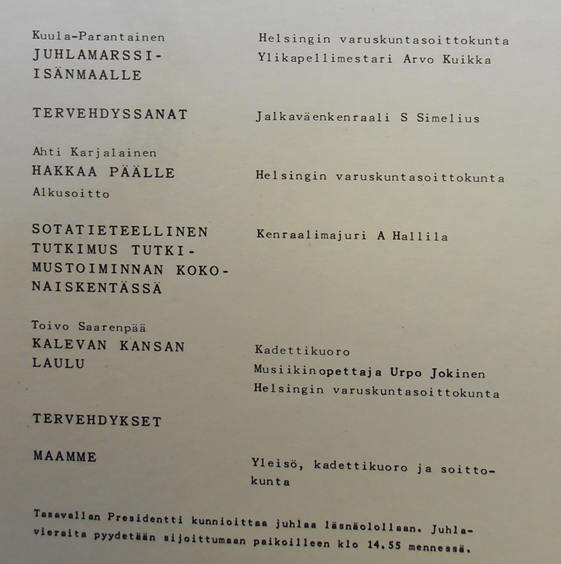 Kuula-Parantainen
JUHLAMARSSI-
ISÄNMAALLE
Helsingin varuskuntasoittokunta
Ylikapellimestari Arvo Kuikka
TERVEHDYSSANAT
Jalkaväenkenraali S Simelius
Ahti Karjalainen
HAKKAA PÄÄLLE
Alkusoitto
Helsingin varuskuntasoittokunta
SOTATIETEELLINEN
TUTKIMUS TUTKI-
MUSTOIMINNAN KOKO-
NAISKENTÄSSÄ
Kenraalimajuri A Hallila
Toivo Saarenpää
KALEVAN KANSAN
LAULU
Kadettikuoro
Musiikinopettaja Urpo Jokinen
Helsingin varuskuntasoittokunta
TERVEHDYKSET
MAAMME
Yleisö, kadettikuoro ja soitto-
kunta
Tasavallan Presidentti kunnioittaa juhlaa läsnäolollaan. Juhla-
vieraita pyydetään sijoittumaan paikoilleen klo 14.55 mennessä.